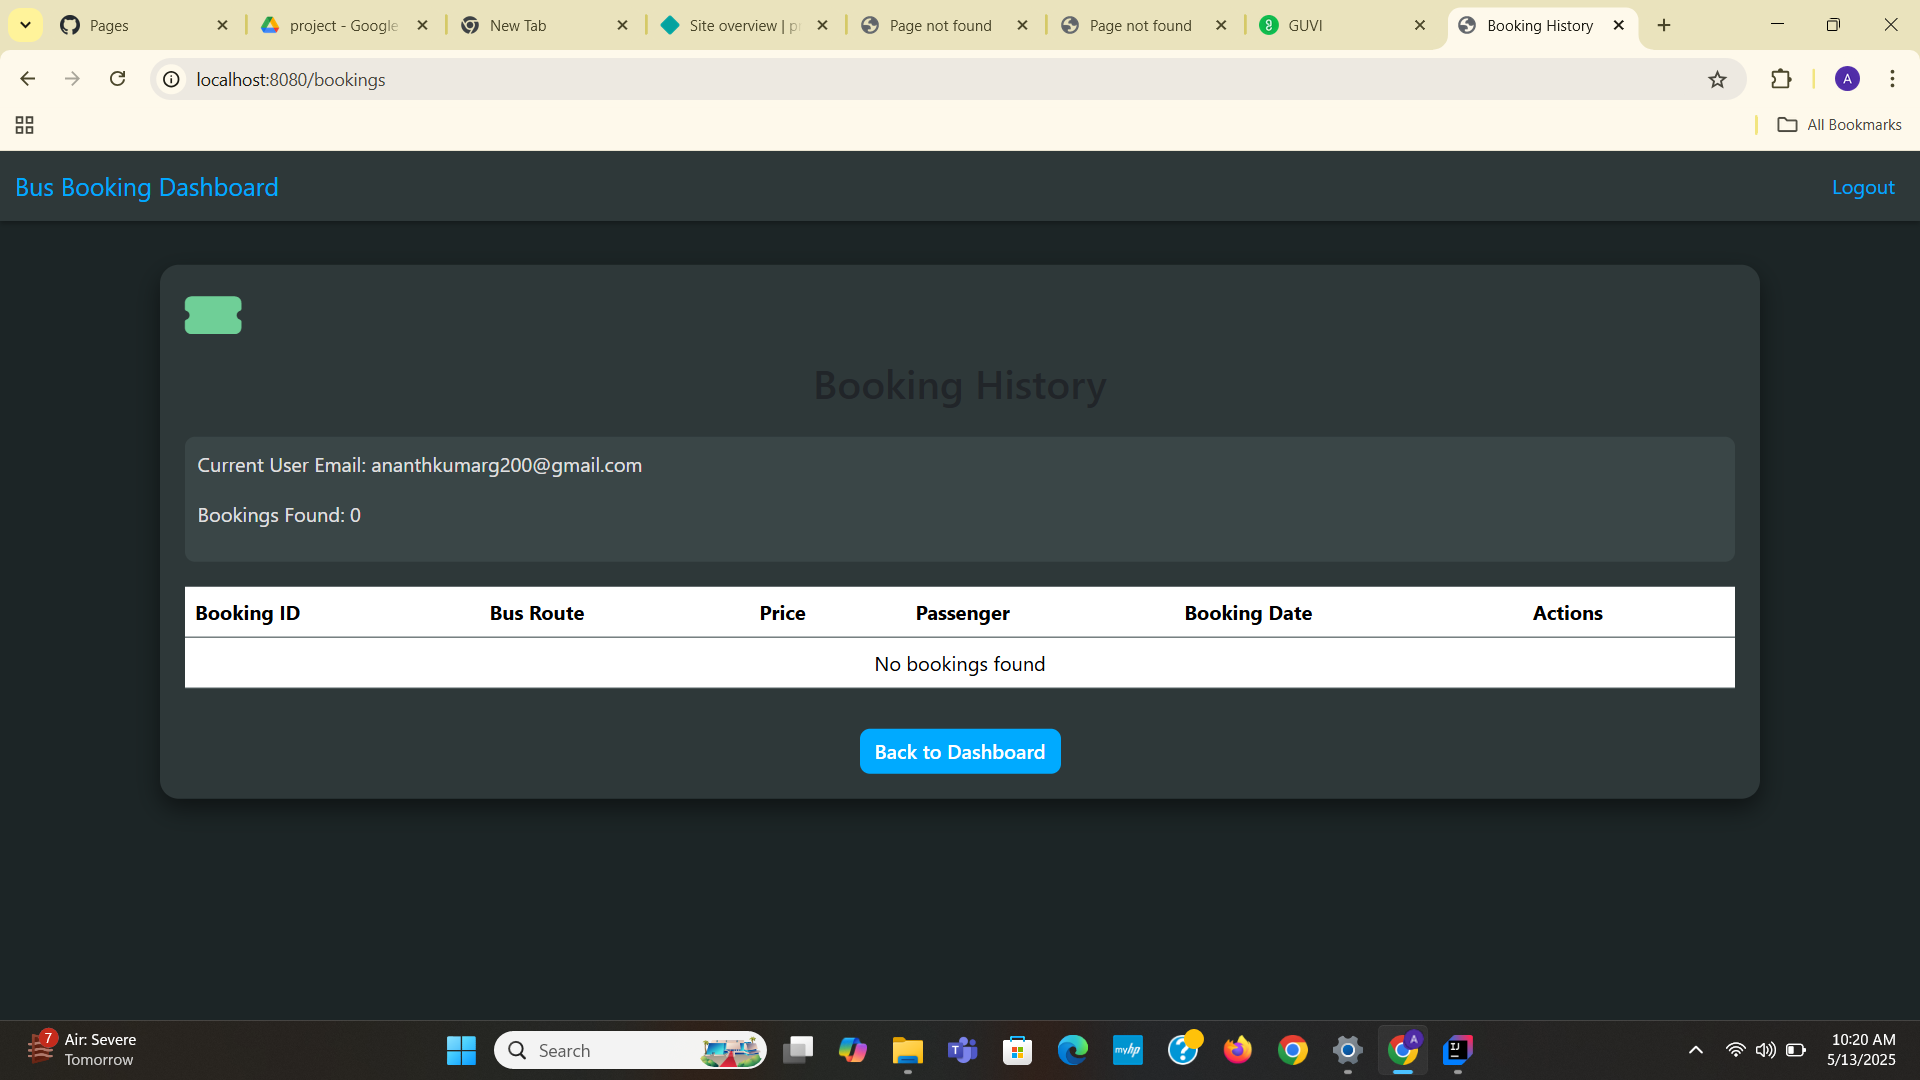 Pages
project - Google
New Tab
Site overview | p
Page not found
Page not found
GUVI
Booking History
localhost:8080/bookings
A
All Bookmarks
Bus Booking Dashboard
Logout
Booking History
Current User Email: ananthkumarg200@gmail.com
Bookings Found: 0
Booking ID Bus Route Price Passenger Booking Date Actions
No bookings found
Back to Dashboard
7
Air: Severe
Tomorrow
Search
myhp
A
10:20 AM
5/13/2025